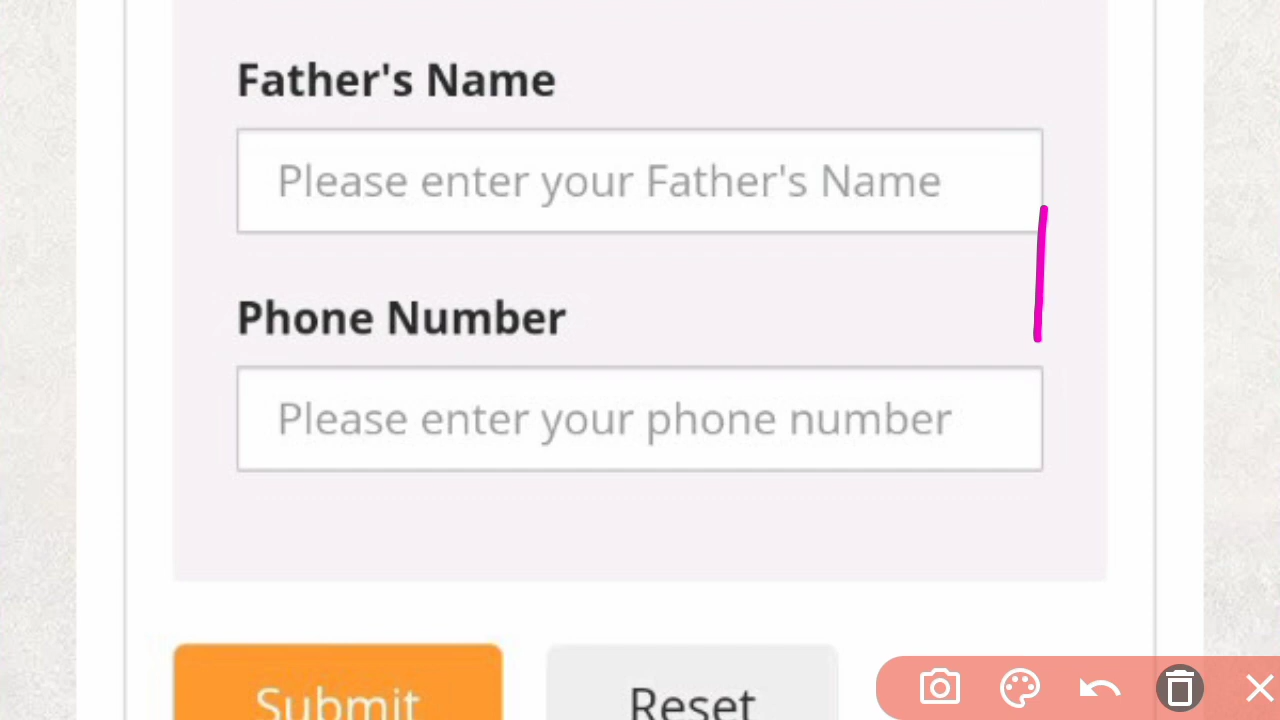 Father's Name
Please enter your Father's Name
Phone Number
Please enter your phone number
Submit
Reset